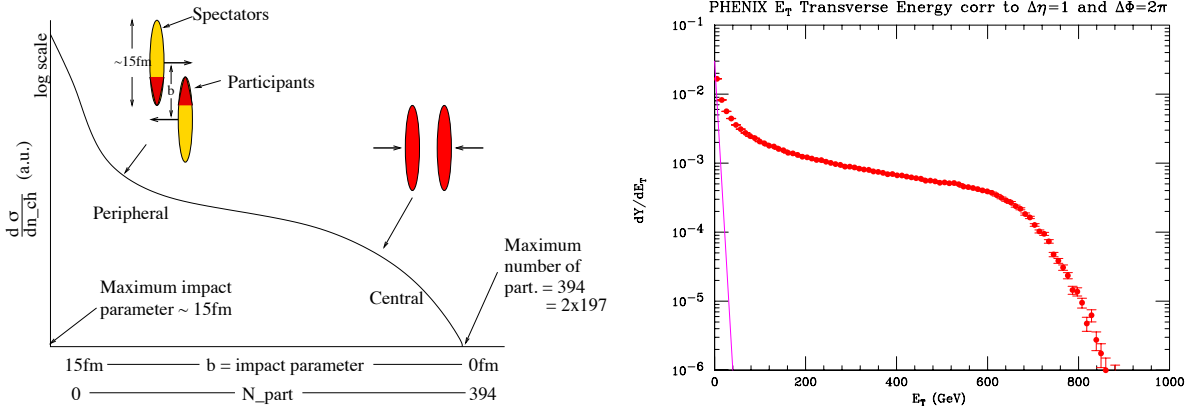 Spectators
log scale
~15fm
b
Participants
d σ
dn_ch
(a.u.)
Peripheral
Central
Maximum impact
parameter ~ 15fm
Maximum
number of
part. = 394
= 2x197
15fm
b = impact parameter
0fm
0
N_part
394
PHENIX E_T Transverse Energy corr to Δη=1 and ΔΦ=2π
10⁻¹
10⁻²
10⁻³
10⁻⁴
10⁻⁵
10⁻⁶
dY/dE_T
0
200
400
600
800
1000
E_T (GeV)